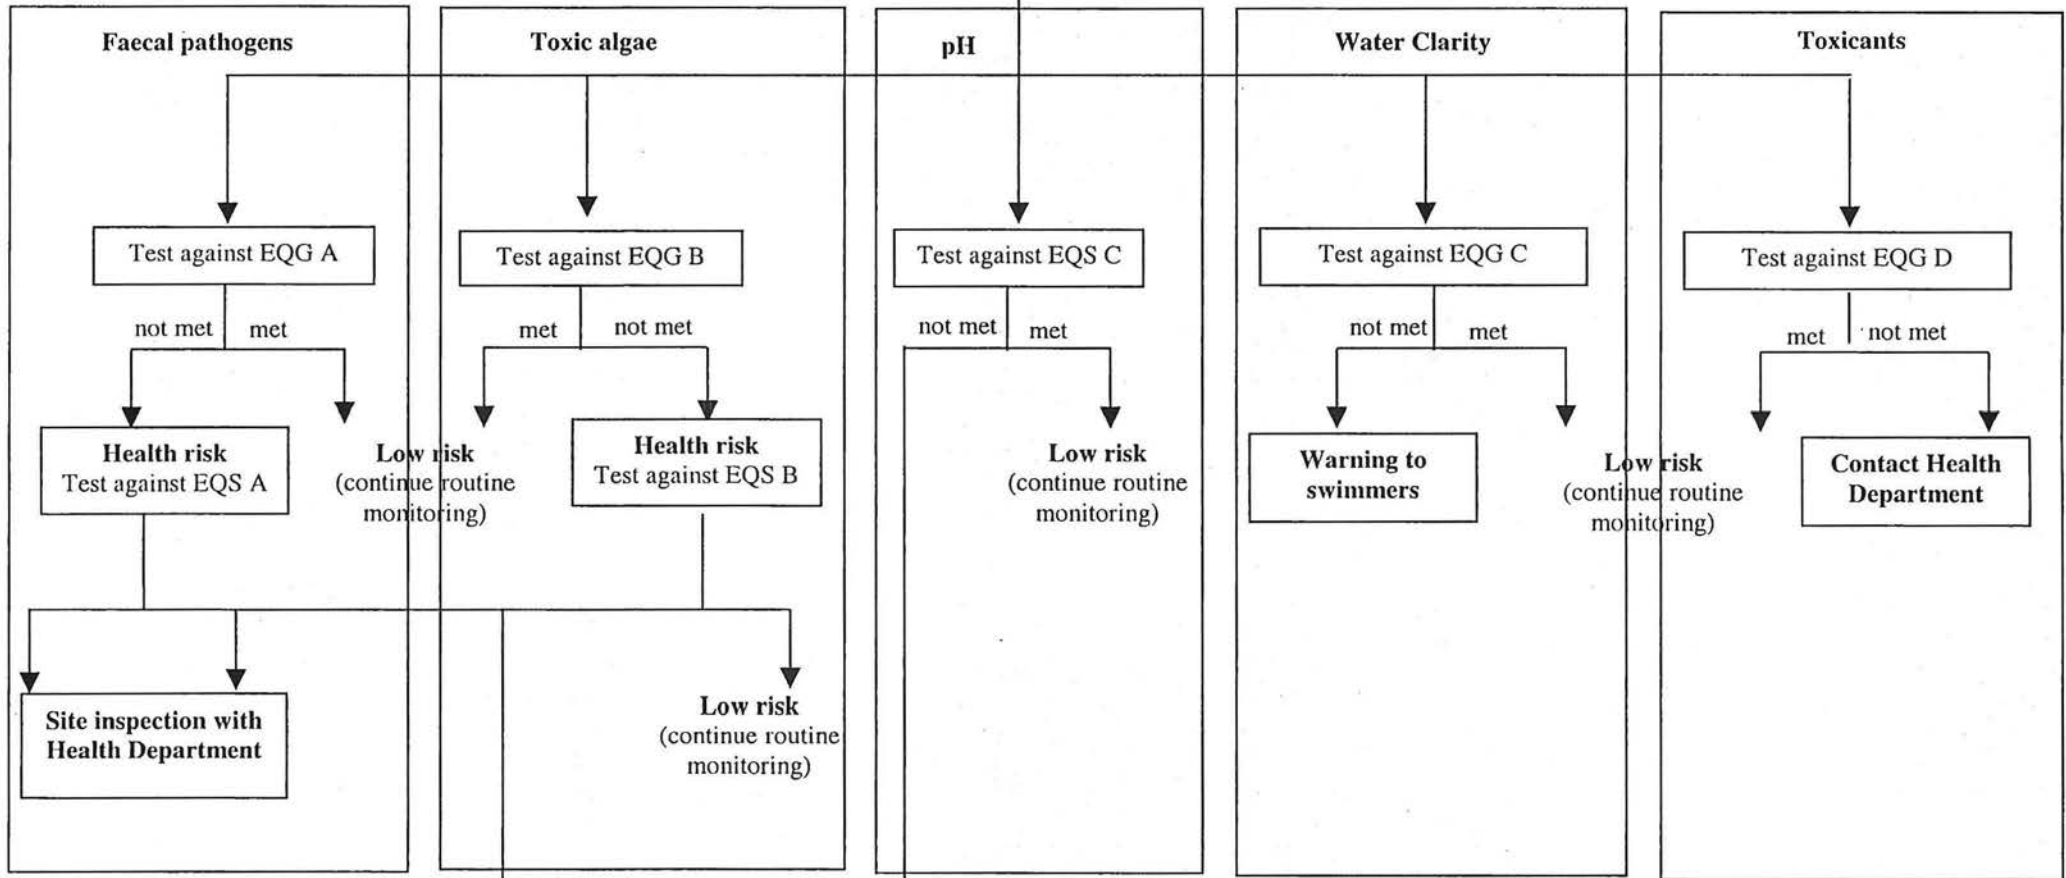 Faecal pathogens
Toxic algae
pH
Water Clarity
Toxicants
Test against EQG A
Test against EQG B
Test against EQS C
Test against EQG C
Test against EQG D
not met
met
met
not met
not met
met
not met
met
met
not met
Health risk
Test against EQS A
Low risk
(continue routine
monitoring)
Health risk
Test against EQS B
Low risk
(continue routine
monitoring)
Warning to
swimmers
Low risk
(continue routine
monitoring)
Contact Health
Department
Site inspection with
Health Department
Low risk
(continue routine
monitoring)